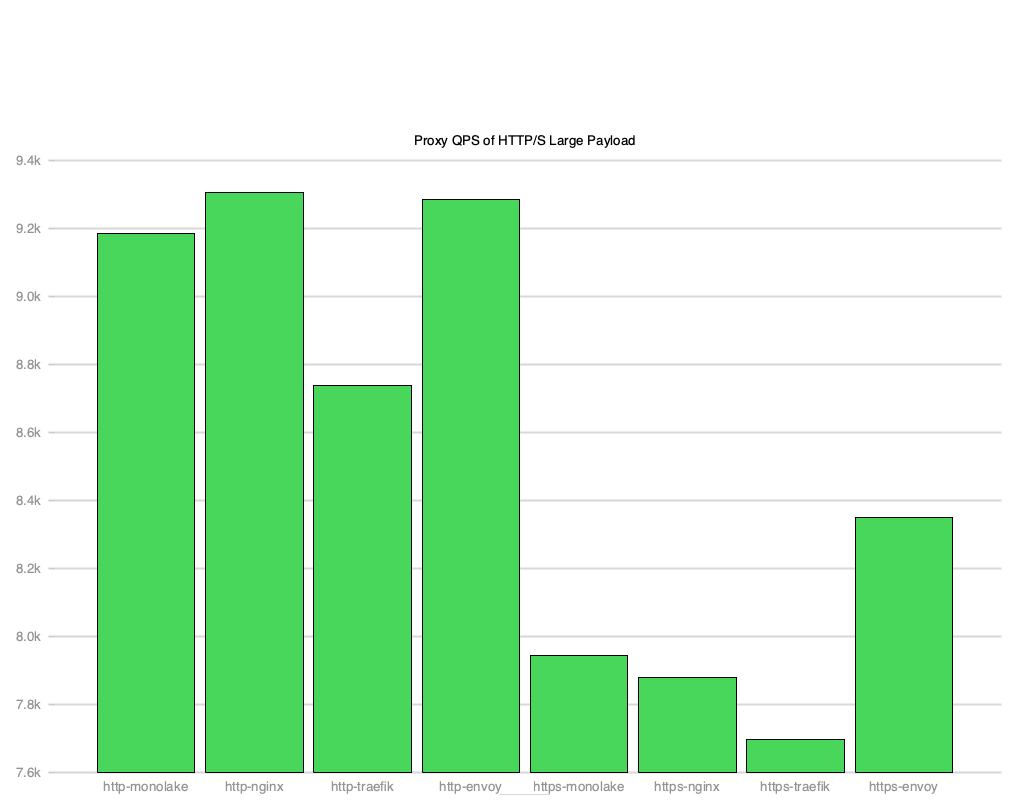 Proxy QPS of HTTP/S Large Payload
9.4k
9.2k
9.0k
8.8k
8.6k
8.4k
8.2k
8.0k
7.8k
7.6k
http-monolake http-nginx http-traefik http-envoy https-monolake https-nginx https-traefik https-envoy